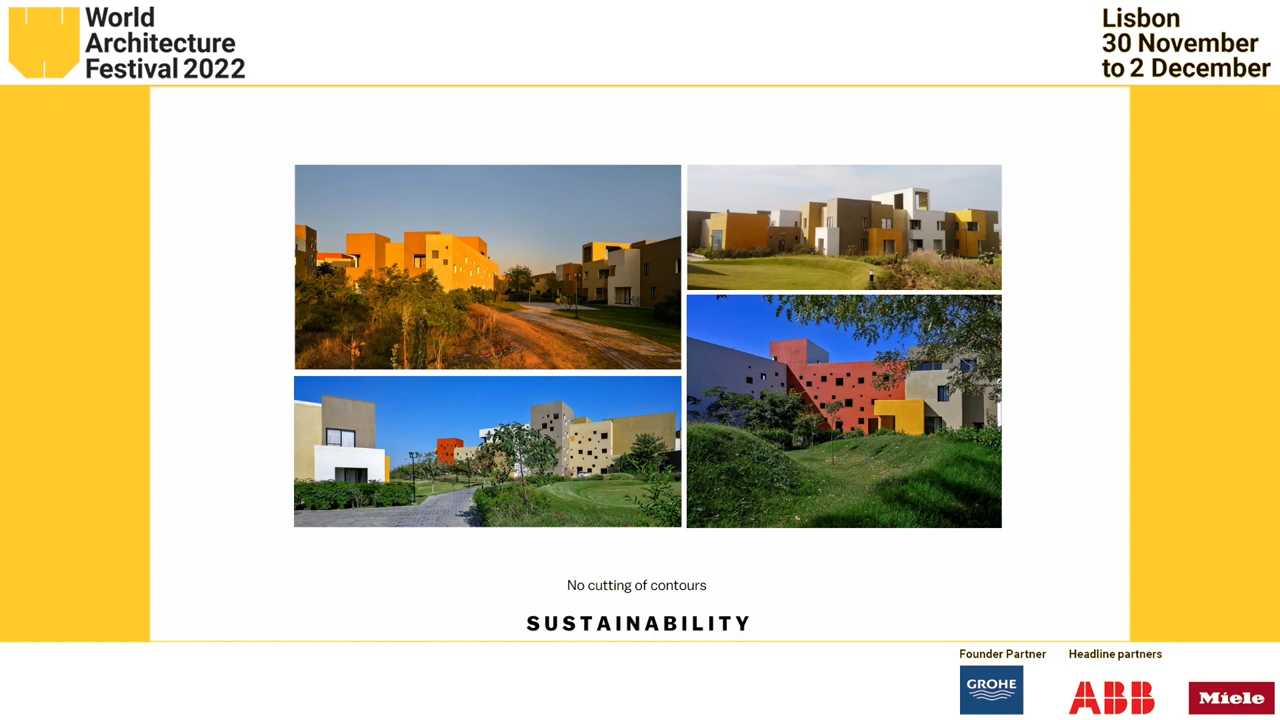 World
Architecture
Festival 2022
Lisbon
30 November
to 2 December
No cutting of contours
SUSTAINABILITY
Founder Partner
Headline partners
GROHE
ABB
Miele